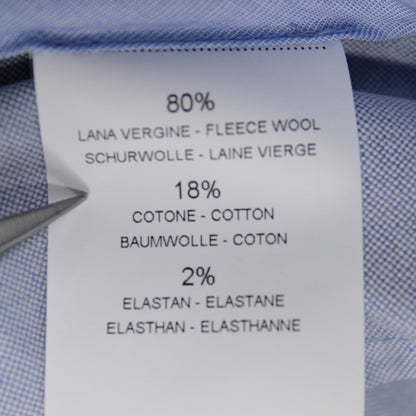 80%
LANA VERGINE - FLEECE WOOL
SCHURWOLLE - LAINE VIERGE
18%
COTONE - COTTON
BAUMWOLLE - COTON
2%
ELASTAN - ELASTANE
ELASTHAN - ELASTHANNE